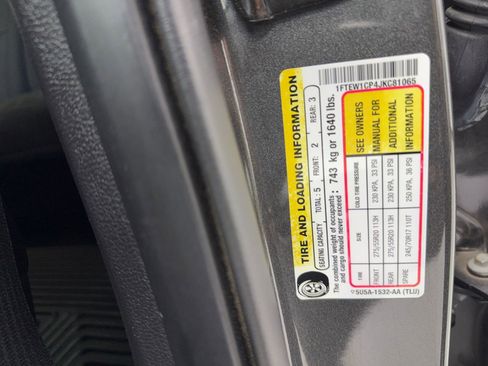 1FTEW1CP4JKC81065
TIRE AND LOADING INFORMATION
SEATING CAPACITY TOTAL : 5 FRONT: 2 REAR: 3
The combined weight of occupants
and cargo should never exceed : 743 kg or 1640 lbs.
TIRE SIZE COLD TIRE PRESSURE SEE OWNERS
FRONT 275/55R20 113H 230 KPA, 33 PSI MANUAL FOR
REAR 275/55R20 113H 230 KPA, 33 PSI ADDITIONAL
SPARE 245/70R17 110T 250 KPA, 36 PSI INFORMATION
5U5A-1532-AA (TLU)